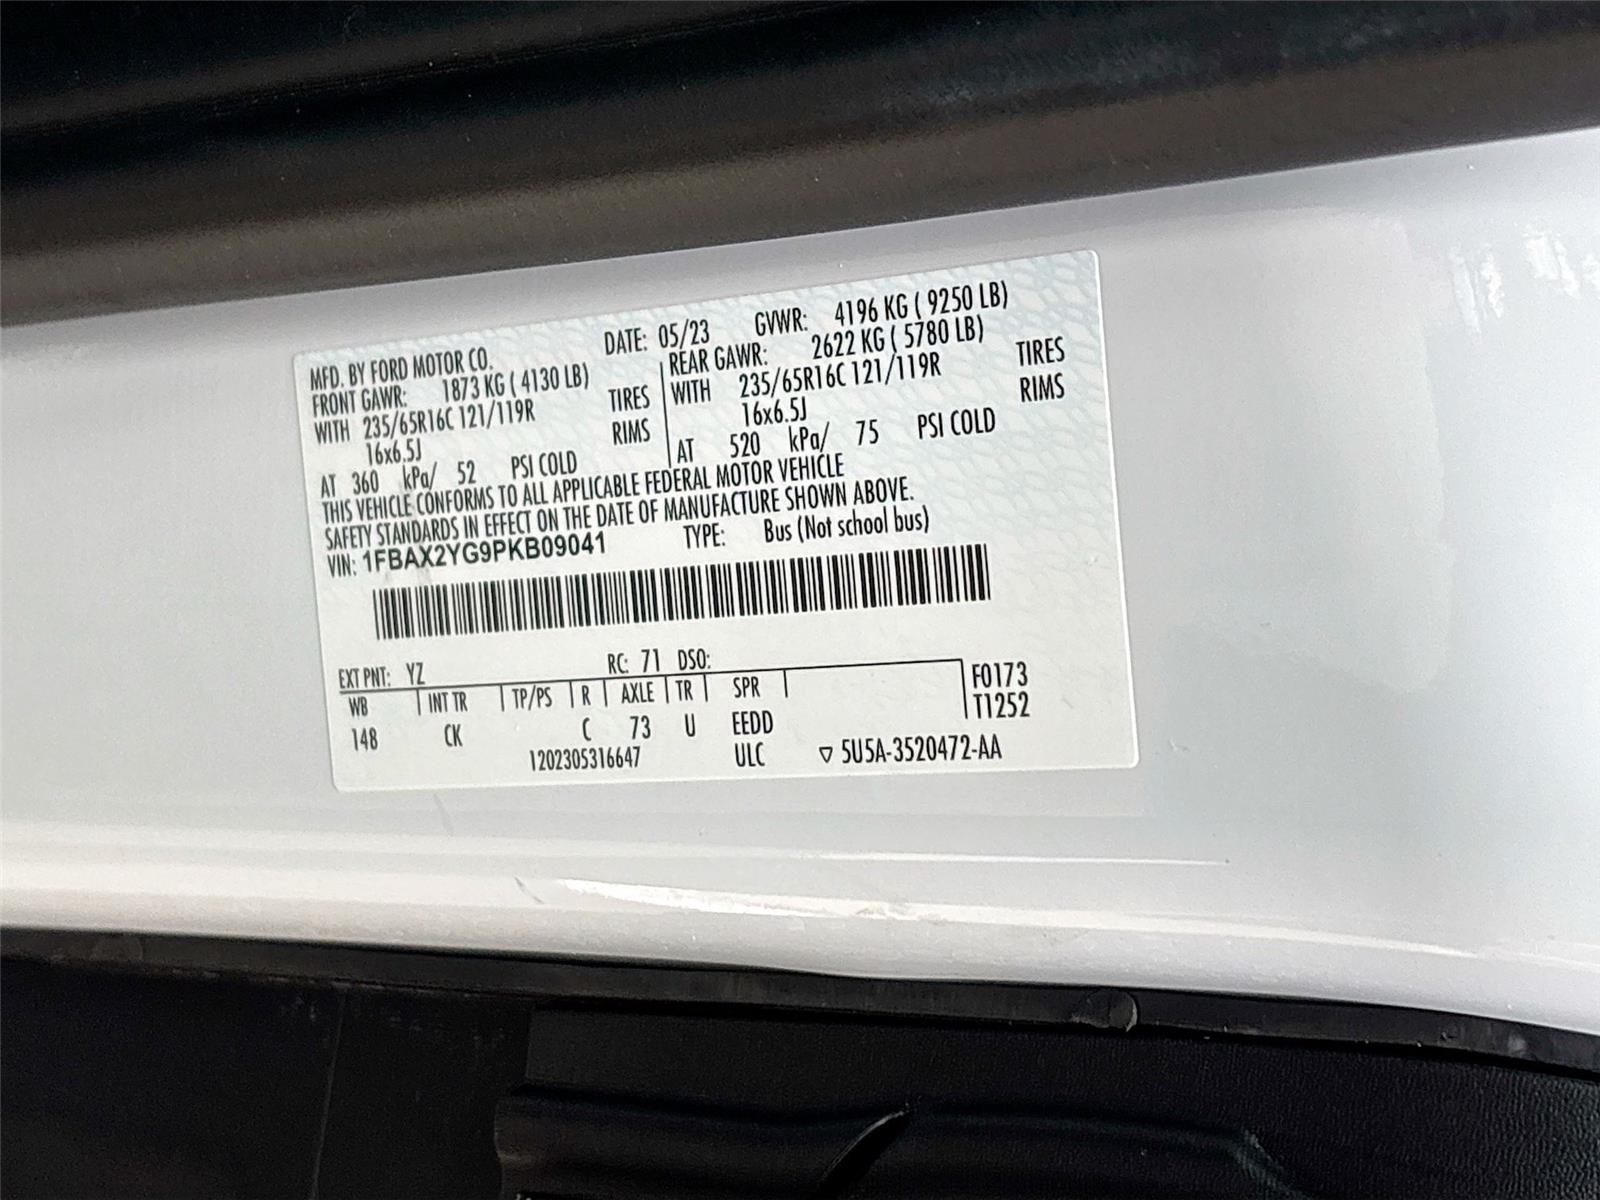 MFD. BY FORD MOTOR CO. DATE: 05/23 GVWR: 4196 KG ( 9250 LB)
FRONT GAWR: 1873 KG ( 4130 LB) REAR GAWR: 2622 KG ( 5780 LB)
WITH 235/65R16C 121/119R TIRES WITH 235/65R16C 121/119R TIRES
16x6.5J RIMS 16x6.5J RIMS
AT 360 kPa/ 52 PSI COLD AT 520 kPa/ 75 PSI COLD
THIS VEHICLE CONFORMS TO ALL APPLICABLE FEDERAL MOTOR VEHICLE
SAFETY STANDARDS IN EFFECT ON THE DATE OF MANUFACTURE SHOWN ABOVE.
VIN: 1FBAX2YG9PKB09041 TYPE: Bus (Not school bus)
EXT PNT: YZ RC: 71 DSO:
WB INT TR TP/PS R AXLE TR SPR F0173
148 CK C 73 U EEDD T1252
1202305316647 ULC ▽ 5U5A-3520472-AA